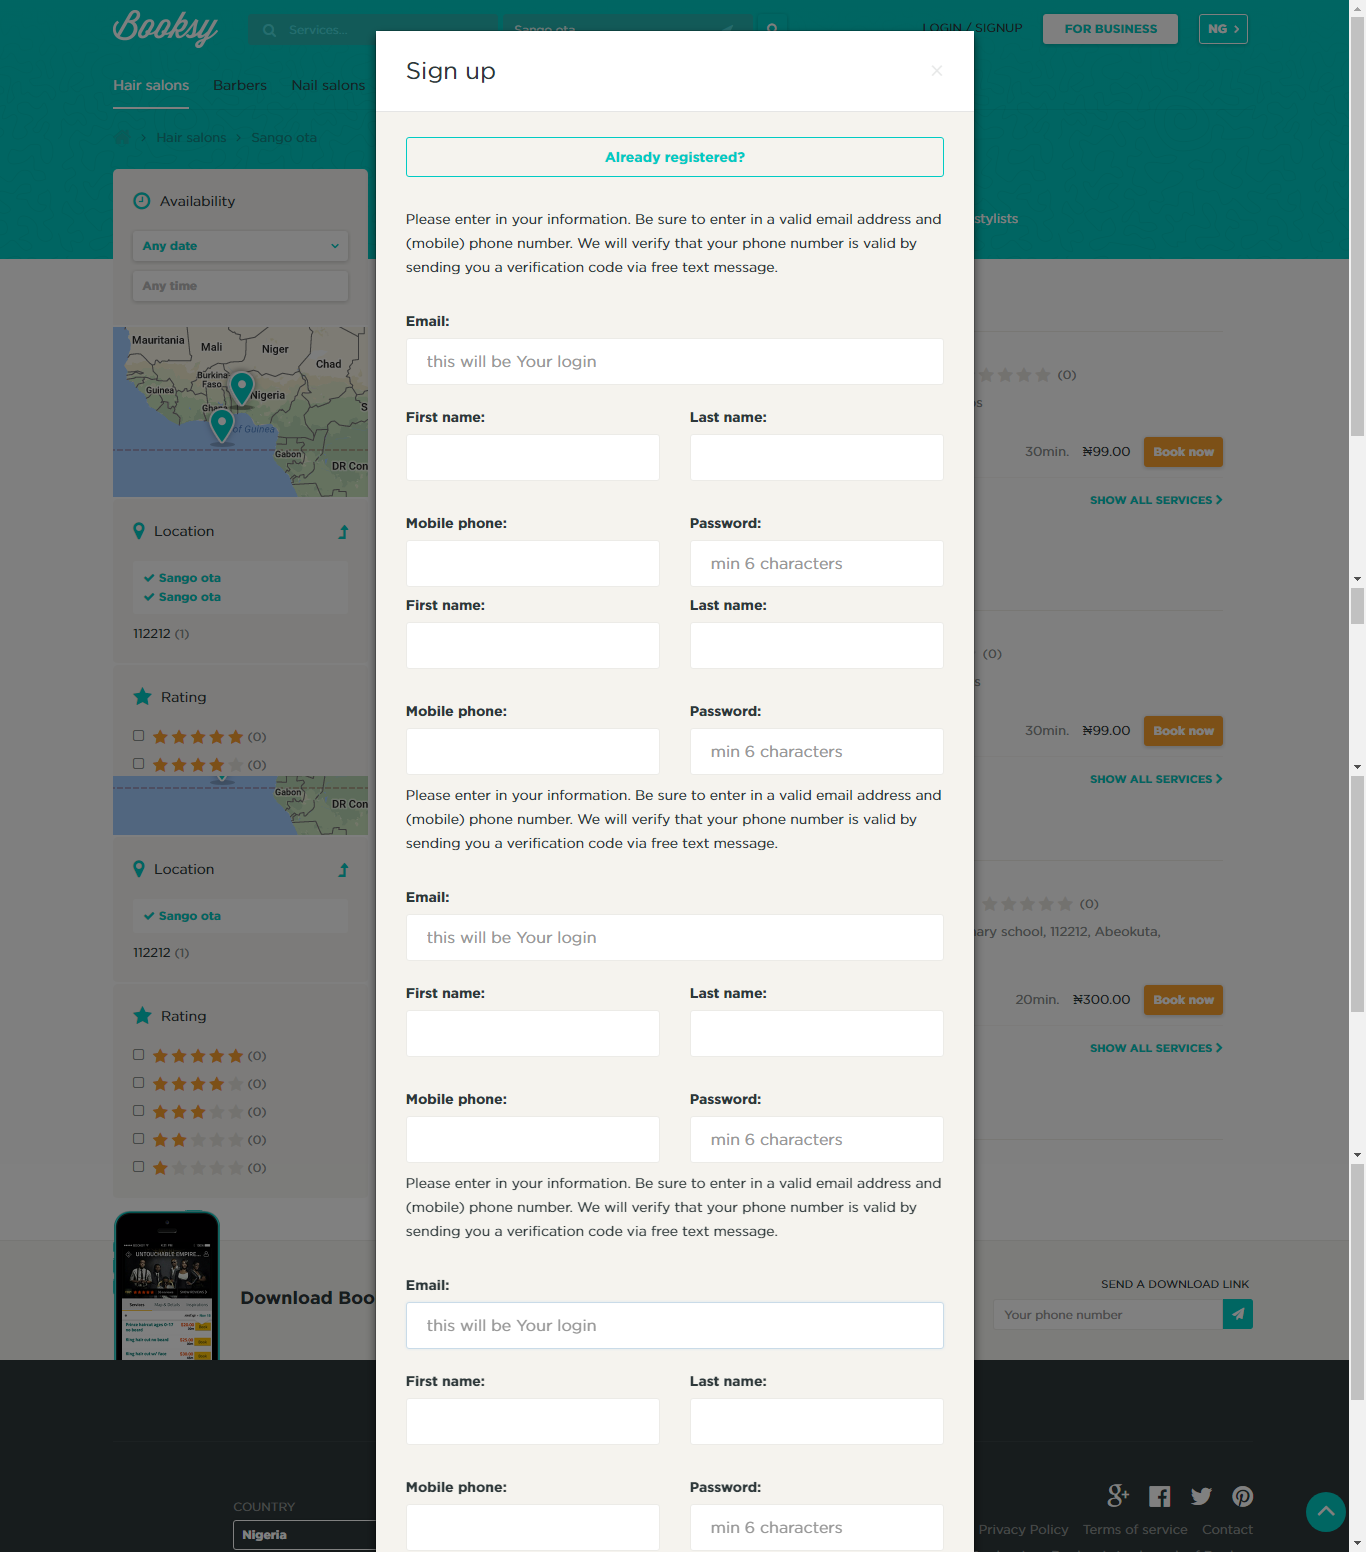 Booksy
Services...
Sango ota
LOGIN / SIGNUP
FOR BUSINESS
NG
Hair salons
Barbers
Nail salons
Hair salons
Sango ota
Sign up
Already registered?
Please enter in your information. Be sure to enter in a valid email address and
(mobile) phone number. We will verify that your phone number is valid by
sending you a verification code via free text message.
Email:
this will be Your login
First name:
Last name:
Mobile phone:
Password:
min 6 characters
First name:
Last name:
Mobile phone:
Password:
min 6 characters
Please enter in your information. Be sure to enter in a valid email address and
(mobile) phone number. We will verify that your phone number is valid by
sending you a verification code via free text message.
Email:
this will be Your login
First name:
Last name:
Mobile phone:
Password:
min 6 characters
Please enter in your information. Be sure to enter in a valid email address and
(mobile) phone number. We will verify that your phone number is valid by
sending you a verification code via free text message.
Email:
this will be Your login
First name:
Last name:
Mobile phone:
Password:
min 6 characters
Availability
Any date
Any time
Mauritania
Mali
Niger
Chad
Burkina
Faso
Guinea
Nigeria
of Guinea
Gabon
DR Con
Location
Sango ota
Sango ota
112212 (1)
Rating
(0)
(0)
Gabon
DR Con
Location
Sango ota
112212 (1)
Rating
(0)
(0)
(0)
(0)
(0)
stylists
(0)
30min. ₦99.00 Book now
SHOW ALL SERVICES
(0)
30min. ₦99.00 Book now
SHOW ALL SERVICES
(0)
ary school, 112212, Abeokuta,
20min. ₦300.00 Book now
SHOW ALL SERVICES
UNTOUCHABLE EMPIRE...
Download Boo
SEND A DOWNLOAD LINK
Your phone number
COUNTRY
Nigeria
Privacy Policy
Terms of service
Contact